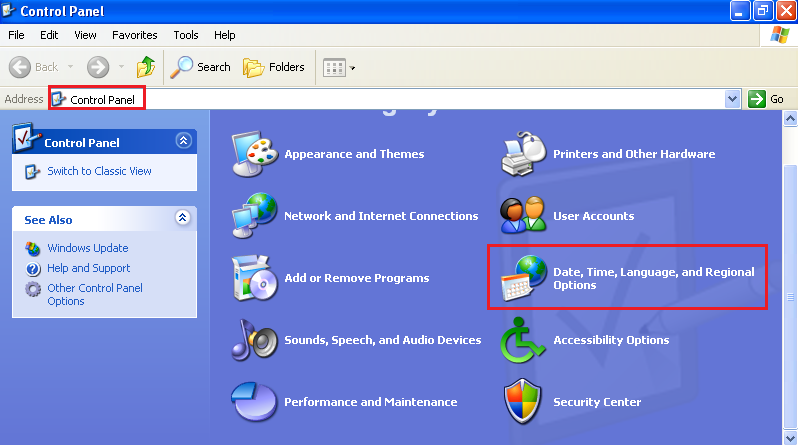 Control Panel
File Edit View Favorites Tools Help
Back Search Folders
Address Control Panel Go
Control Panel
Switch to Classic View
See Also
Windows Update
Help and Support
Other Control Panel
Options
Appearance and Themes
Printers and Other Hardware
Network and Internet Connections
User Accounts
Add or Remove Programs
Date, Time, Language, and Regional
Options
Sounds, Speech, and Audio Devices
Accessibility Options
Performance and Maintenance
Security Center